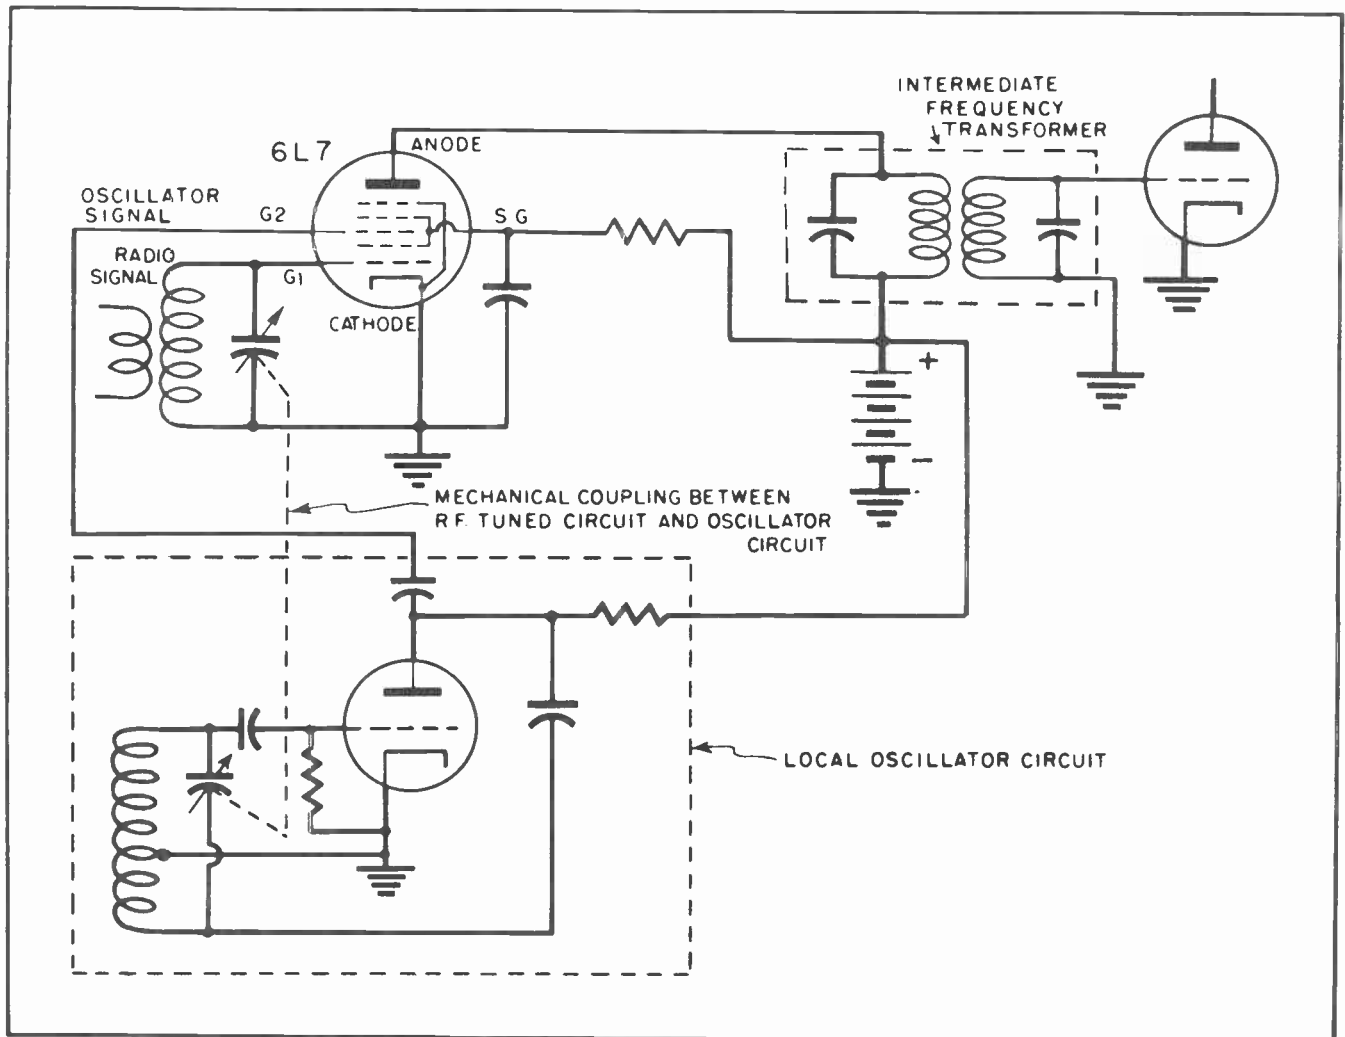 INTERMEDIATE
FREQUENCY
TRANSFORMER
6L7
ANODE
OSCILLATOR
SIGNAL
G2
S G
RADIO
SIGNAL
G1
CATHODE
+
−
MECHANICAL COUPLING BETWEEN
R.F. TUNED CIRCUIT AND OSCILLATOR
CIRCUIT
LOCAL OSCILLATOR CIRCUIT